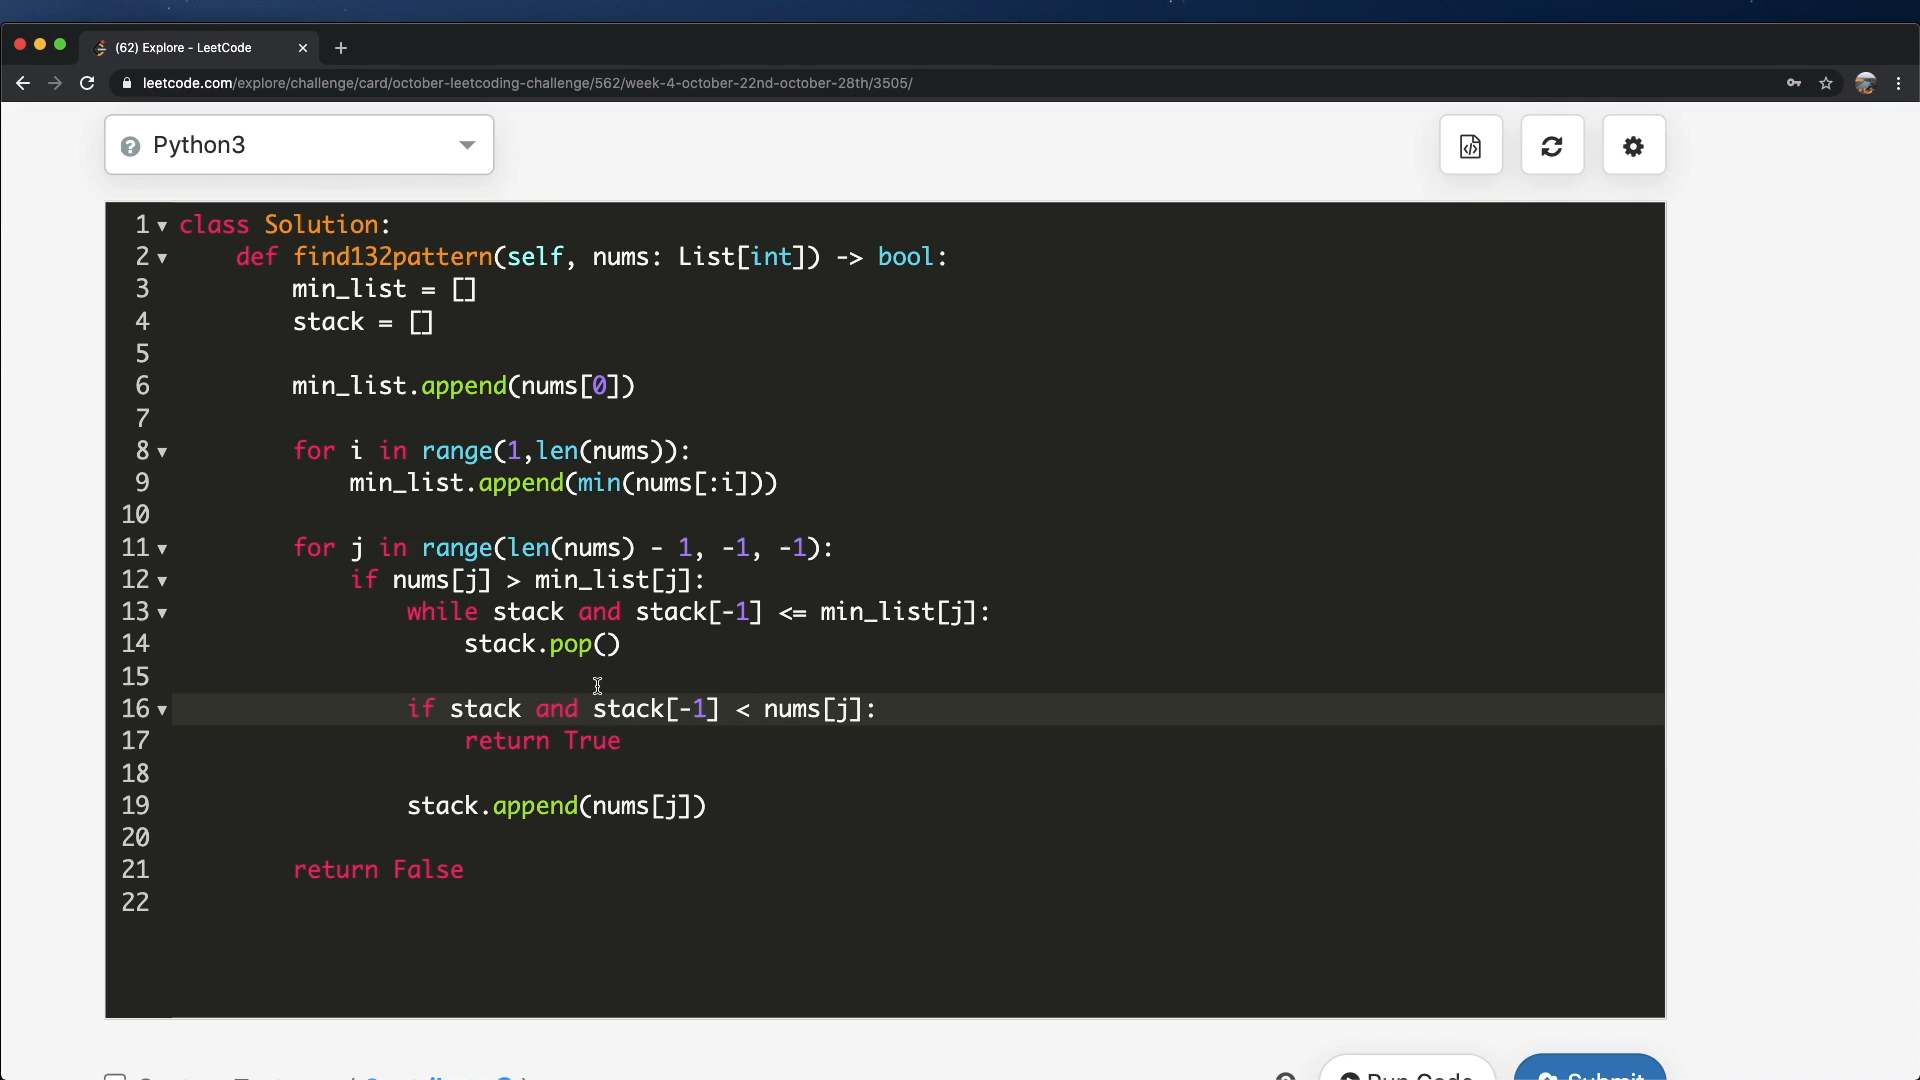 (62) Explore - LeetCode
leetcode.com/explore/challenge/card/october-leetcoding-challenge/562/week-4-october-22nd-october-28th/3505/
Python3
1 class Solution:
2     def find132pattern(self, nums: List[int]) -> bool:
3         min_list = []
4         stack = []
5
6         min_list.append(nums[0])
7
8         for i in range(1,len(nums)):
9             min_list.append(min(nums[:i]))
10
11         for j in range(len(nums) - 1, -1, -1):
12             if nums[j] > min_list[j]:
13                 while stack and stack[-1] <= min_list[j]:
14                     stack.pop()
15
16                 if stack and stack[-1] < nums[j]:
17                     return True
18
19                 stack.append(nums[j])
20
21         return False
22
Run Code
Submit